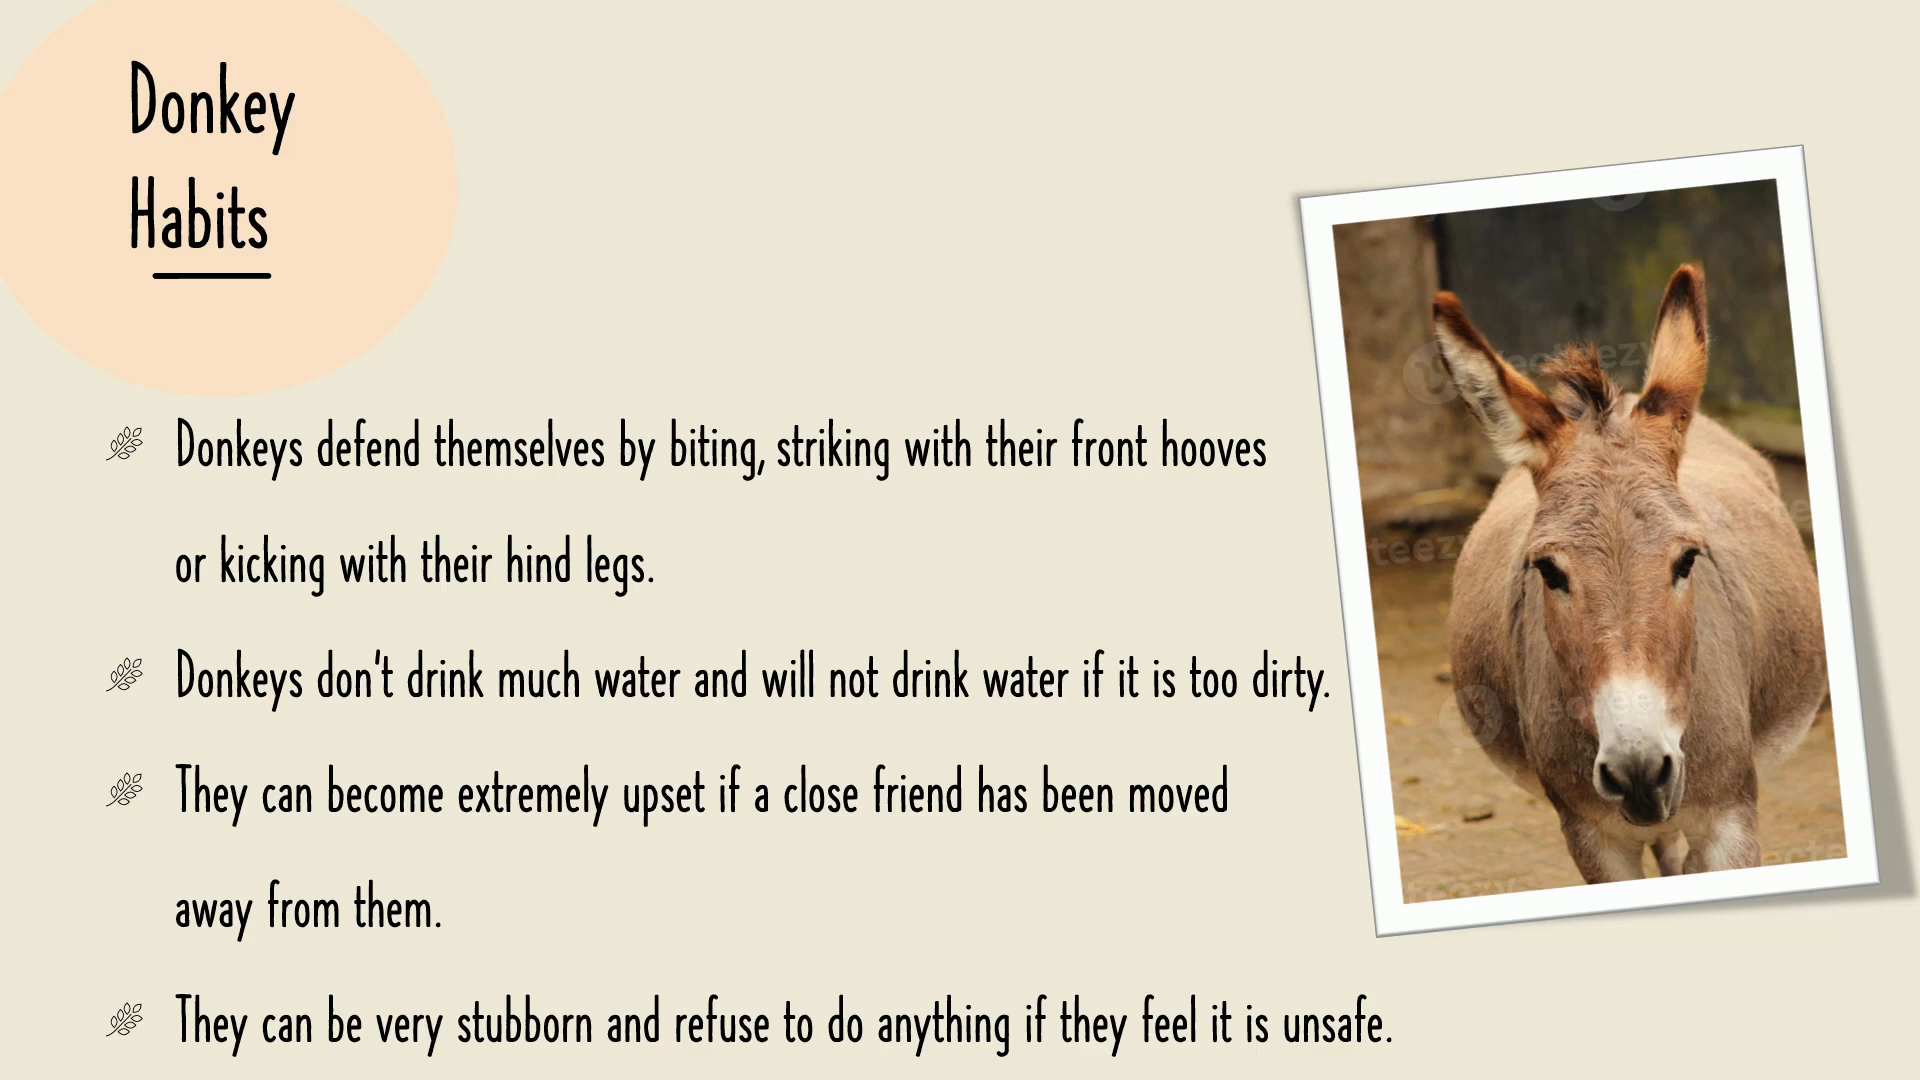 Donkey
Habits
Donkeys defend themselves by biting, striking with their front hooves
or kicking with their hind legs.
Donkeys don't drink much water and will not drink water if it is too dirty.
They can become extremely upset if a close friend has been moved
away from them.
They can be very stubborn and refuse to do anything if they feel it is unsafe.